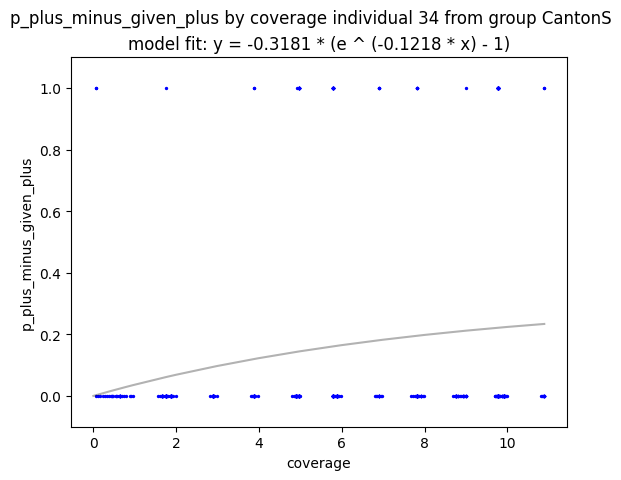 p_plus_minus_given_plus by coverage individual 34 from group CantonS
model fit: y = -0.3181 * (e ^ (-0.1218 * x) - 1)
1.0
0.8
0.6
0.4
0.2
0.0
p_plus_minus_given_plus
0 2 4 6 8 10
coverage